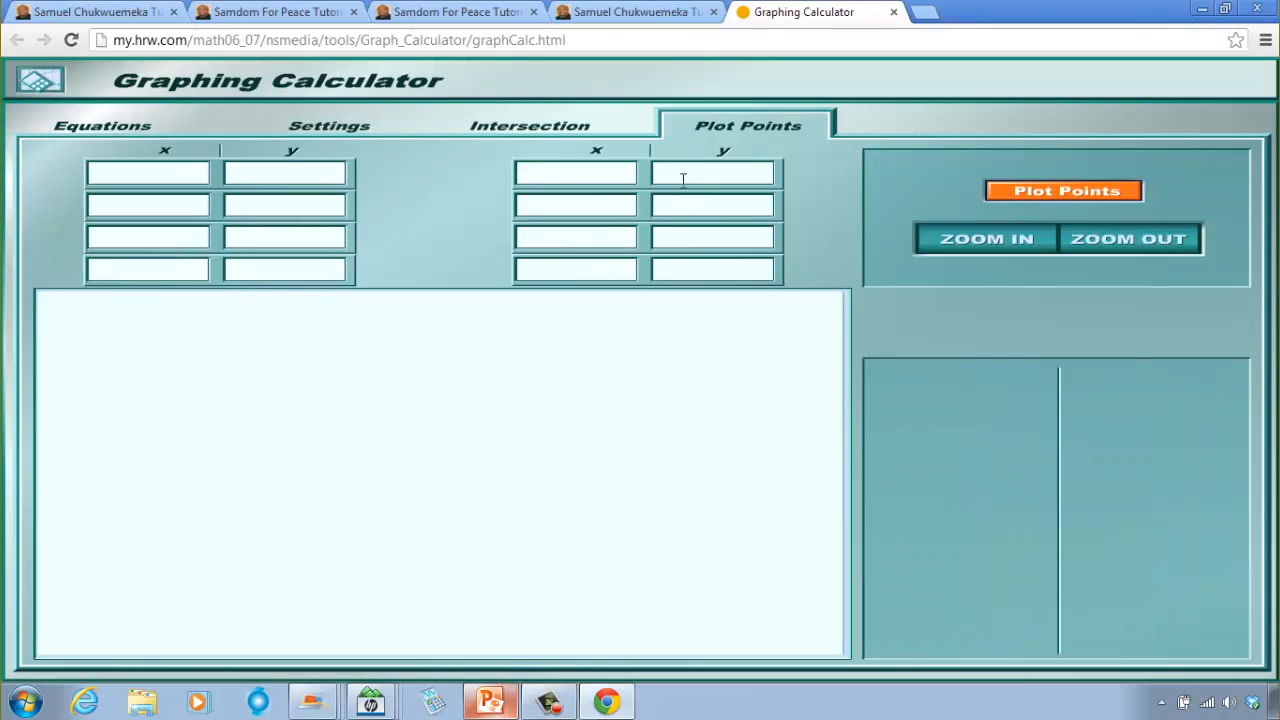 Samuel Chukwuemeka Tu
Samdom For Peace Tutori
Samdom For Peace Tutori
Samuel Chukwuemeka Tu
Graphing Calculator
my.hrw.com/math06_07/nsmedia/tools/Graph_Calculator/graphCalc.html
Graphing Calculator
Equations
Settings
Intersection
Plot Points
x | y
x | y
Plot Points
ZOOM IN
ZOOM OUT